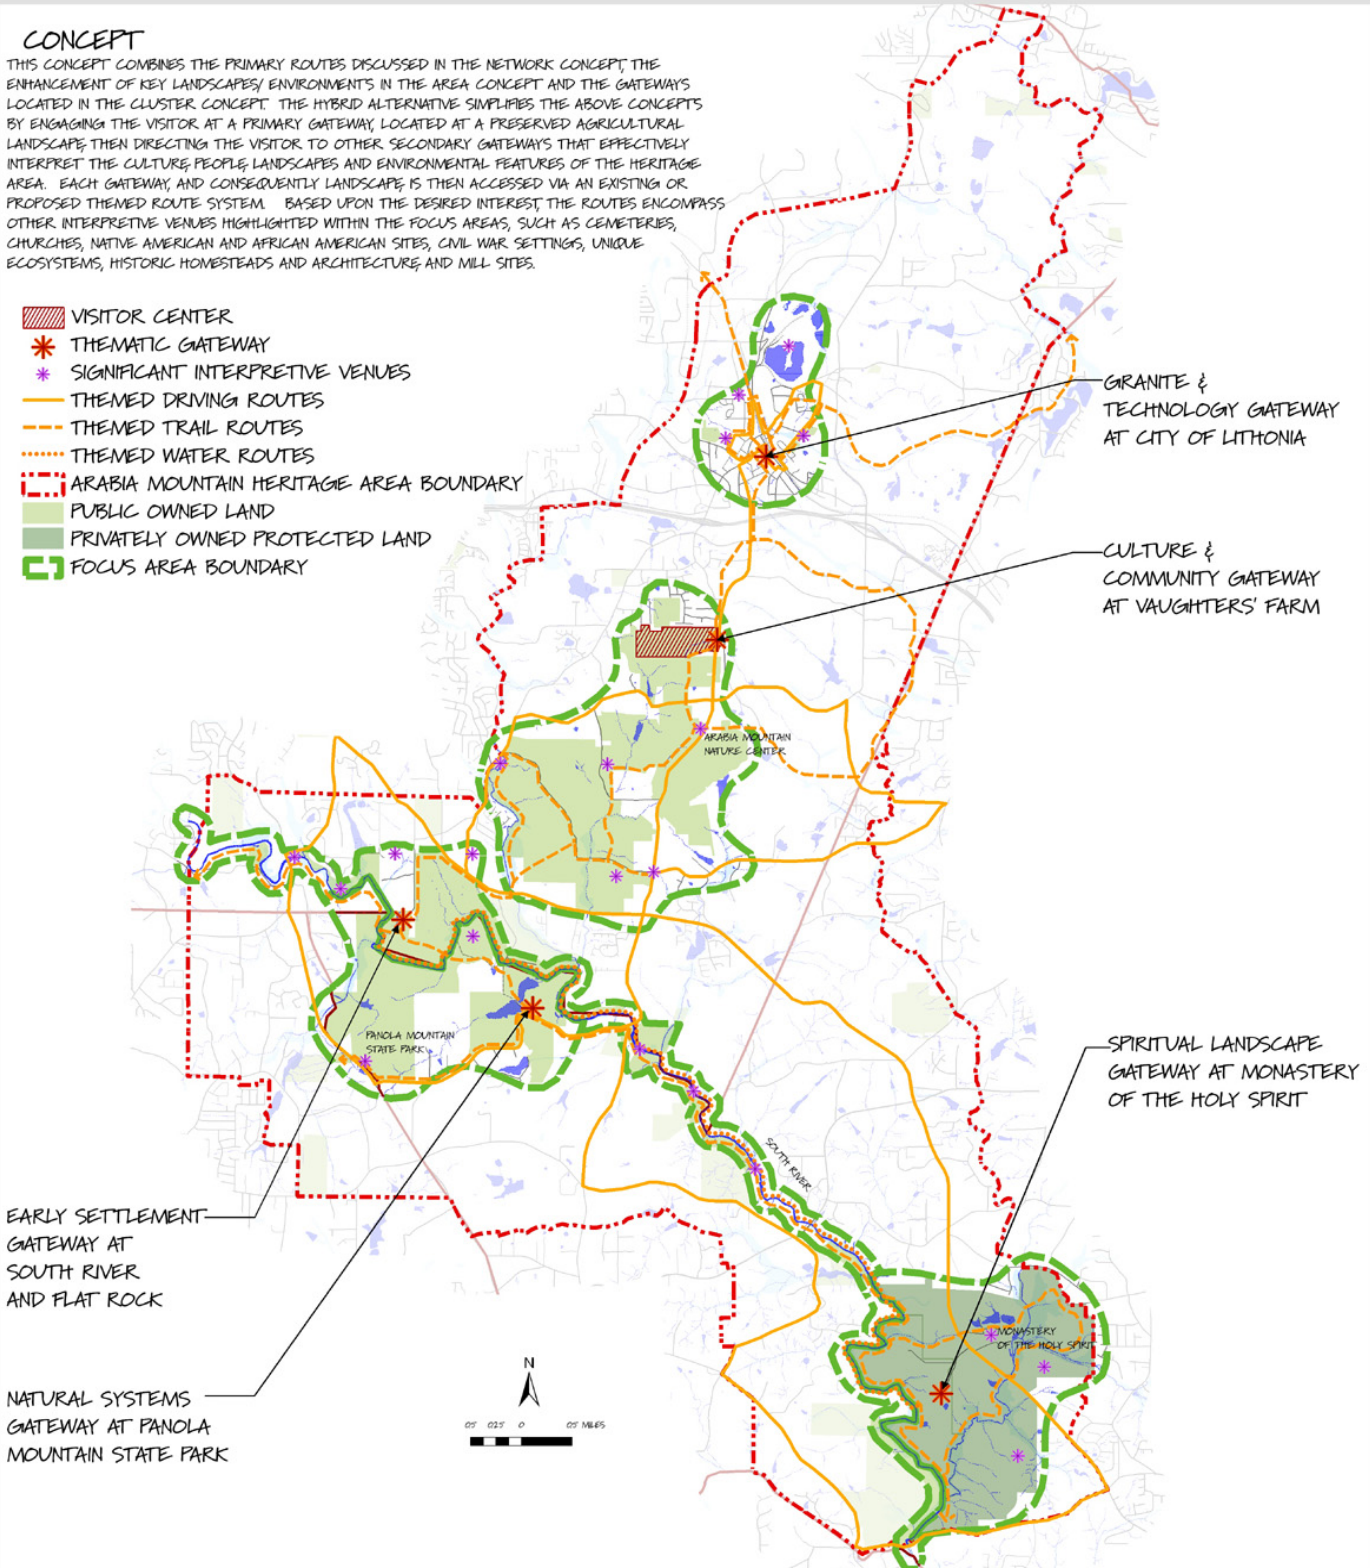 CONCEPT
THIS CONCEPT COMBINES THE PRIMARY ROUTES DISCUSSED IN THE NETWORK CONCEPT, THE
ENHANCEMENT OF KEY LANDSCAPES/ ENVIRONMENTS IN THE AREA CONCEPT AND THE GATEWAYS
LOCATED IN THE CLUSTER CONCEPT. THE HYBRID ALTERNATIVE SIMPLIFIES THE ABOVE CONCEPTS
BY ENGAGING THE VISITOR AT A PRIMARY GATEWAY, LOCATED AT A PRESERVED AGRICULTURAL
LANDSCAPE, THEN DIRECTING THE VISITOR TO OTHER SECONDARY GATEWAYS THAT EFFECTIVELY
INTERPRET THE CULTURE, PEOPLE, LANDSCAPES AND ENVIRONMENTAL FEATURES OF THE HERITAGE
AREA. EACH GATEWAY, AND CONSEQUENTLY LANDSCAPE, IS THEN ACCESSED VIA AN EXISTING OR
PROPOSED THEMED ROUTE SYSTEM. BASED UPON THE DESIRED INTEREST, THE ROUTES ENCOMPASS
OTHER INTERPRETIVE VENUES HIGHLIGHTED WITHIN THE FOCUS AREAS, SUCH AS CEMETERIES,
CHURCHES, NATIVE AMERICAN AND AFRICAN AMERICAN SITES, CIVIL WAR SETTINGS, UNIQUE
ECOSYSTEMS, HISTORIC HOMESTEADS AND ARCHITECTURE, AND MILL SITES.
VISITOR CENTER
THEMATIC GATEWAY
SIGNIFICANT INTERPRETIVE VENUES
THEMED DRIVING ROUTES
THEMED TRAIL ROUTES
THEMED WATER ROUTES
ARABIA MOUNTAIN HERITAGE AREA BOUNDARY
PUBLIC OWNED LAND
PRIVATELY OWNED PROTECTED LAND
FOCUS AREA BOUNDARY
GRANITE &
TECHNOLOGY GATEWAY
AT CITY OF LITHONIA
CULTURE &
COMMUNITY GATEWAY
AT VAUGHTERS' FARM
ARABIA MOUNTAIN
NATURE CENTER
PANOLA MOUNTAIN
STATE PARK
SPIRITUAL LANDSCAPE
GATEWAY AT MONASTERY
OF THE HOLY SPIRIT
SOUTH RIVER
EARLY SETTLEMENT
GATEWAY AT
SOUTH RIVER
AND FLAT ROCK
MONASTERY
OF THE HOLY SPIRIT
NATURAL SYSTEMS
GATEWAY AT PANOLA
MOUNTAIN STATE PARK
N
0.5 0.25 0 0.5 MILES